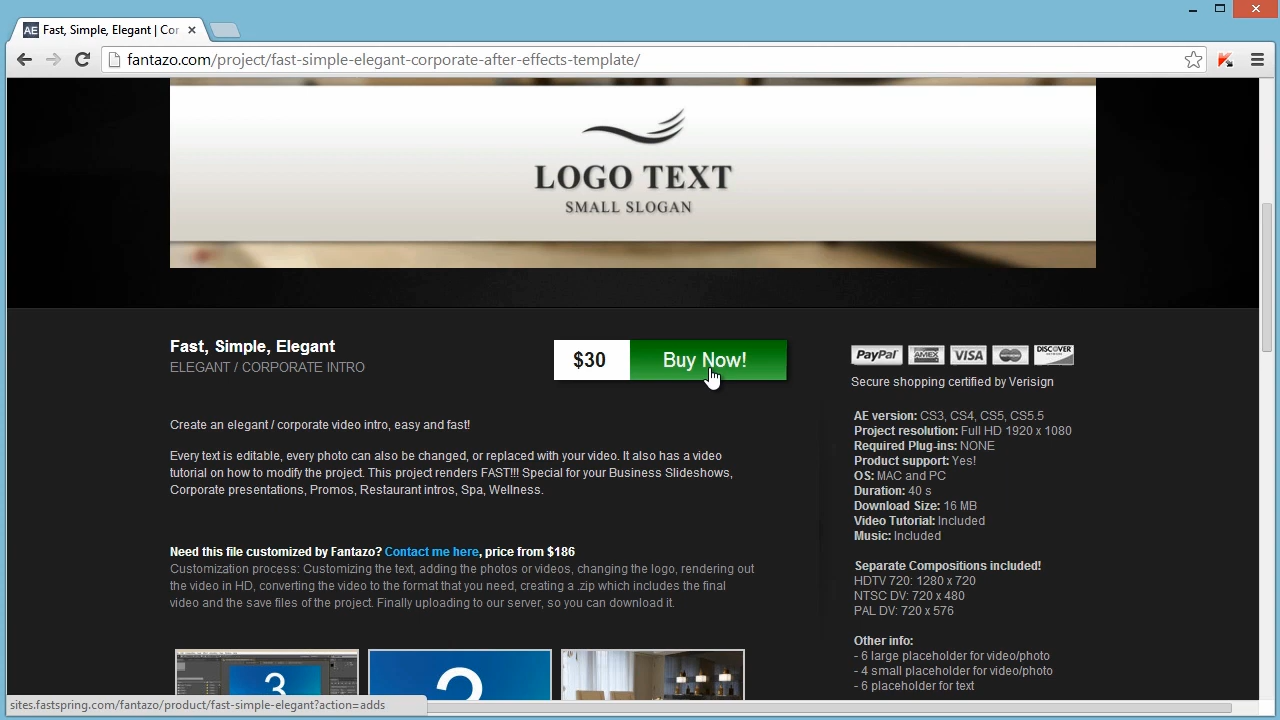 AE Fast, Simple, Elegant | Cor
fantazo.com/project/fast-simple-elegant-corporate-after-effects-template/
LOGO TEXT
SMALL SLOGAN
Fast, Simple, Elegant
ELEGANT / CORPORATE INTRO
$30 Buy Now!
Create an elegant / corporate video intro, easy and fast!
Every text is editable, every photo can also be changed, or replaced with your video. It also has a video
tutorial on how to modify the project. This project renders FAST!!! Special for your Business Slideshows,
Corporate presentations, Promos, Restaurant intros, Spa, Wellness.
Need this file customized by Fantazo? Contact me here, price from $186
Customization process: Customizing the text, adding the photos or videos, changing the logo, rendering out
the video in HD, converting the video to the format that you need, creating a .zip which includes the final
video and the save files of the project. Finally uploading to our server, so you can download it.
3
2
PayPal AMEX VISA MasterCard DISCOVER
Secure shopping certified by Verisign
AE version: CS3, CS4, CS5, CS5.5
Project resolution: Full HD 1920 x 1080
Required Plug-ins: NONE
Product support: Yes!
OS: MAC and PC
Duration: 40 s
Download Size: 16 MB
Video Tutorial: Included
Music: Included
Separate Compositions included!
HDTV 720: 1280 x 720
NTSC DV: 720 x 480
PAL DV: 720 x 576
Other info:
- 6 large placeholder for video/photo
- 4 small placeholder for video/photo
- 6 placeholder for text
sites.fastspring.com/fantazo/product/fast-simple-elegant?action=adds